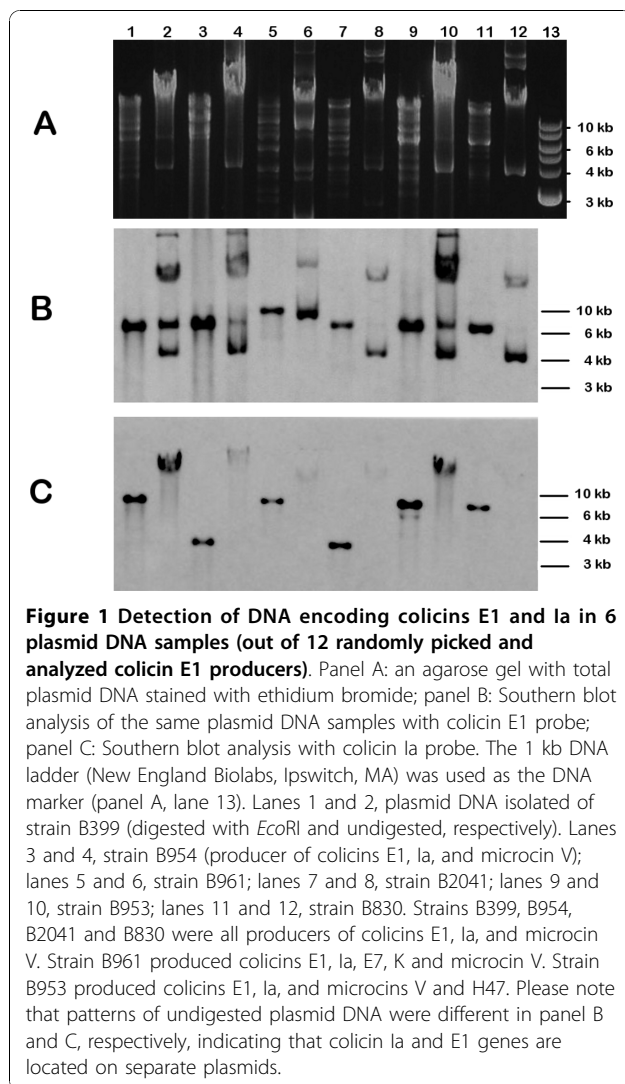 1 2 3 4 5 6 7 8 9 10 11 12 13
A
10 kb
6 kb
4 kb
3 kb
B
10 kb
6 kb
4 kb
3 kb
C
10 kb
6 kb
4 kb
3 kb
Figure 1 Detection of DNA encoding colicins E1 and Ia in 6
plasmid DNA samples (out of 12 randomly picked and
analyzed colicin E1 producers). Panel A: an agarose gel with total
plasmid DNA stained with ethidium bromide; panel B: Southern blot
analysis of the same plasmid DNA samples with colicin E1 probe;
panel C: Southern blot analysis with colicin Ia probe. The 1 kb DNA
ladder (New England Biolabs, Ipswitch, MA) was used as the DNA
marker (panel A, lane 13). Lanes 1 and 2, plasmid DNA isolated of
strain B399 (digested with EcoRI and undigested, respectively). Lanes
3 and 4, strain B954 (producer of colicins E1, Ia, and microcin V);
lanes 5 and 6, strain B961; lanes 7 and 8, strain B2041; lanes 9 and
10, strain B953; lanes 11 and 12, strain B830. Strains B399, B954,
B2041 and B830 were all producers of colicins E1, Ia, and microcin
V. Strain B961 produced colicins E1, Ia, E7, K and microcin V. Strain
B953 produced colicins E1, Ia, and microcins V and H47. Please note
that patterns of undigested plasmid DNA were different in panel B
and C, respectively, indicating that colicin Ia and E1 genes are
located on separate plasmids.